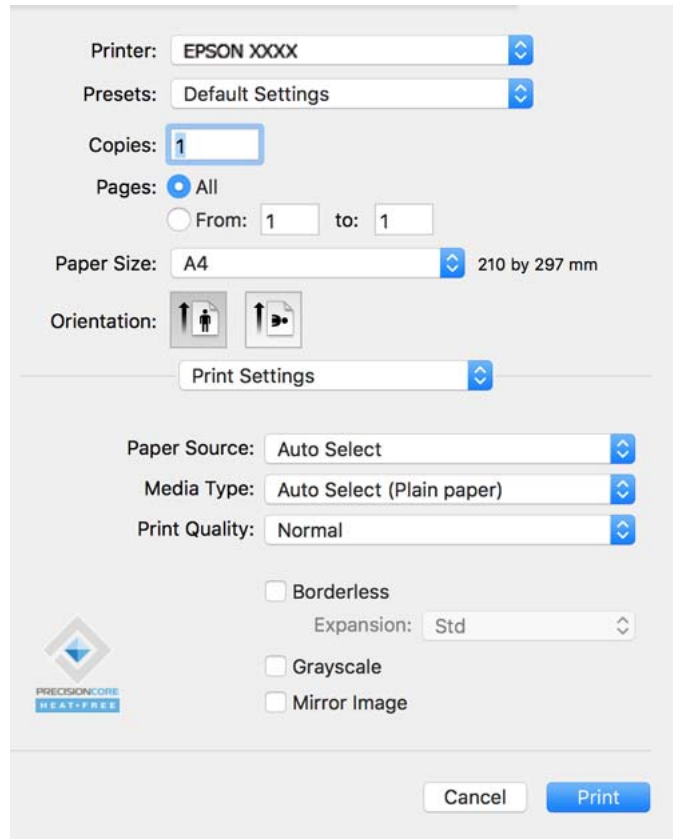 Printer: EPSON XXXX
Presets: Default Settings
Copies: 1
Pages: All
From: 1 to: 1
Paper Size: A4 210 by 297 mm
Orientation:
Print Settings
Paper Source: Auto Select
Media Type: Auto Select (Plain paper)
Print Quality: Normal
Borderless
Expansion: Std
Grayscale
PRECISIONCORE
Mirror Image
HEAT•FREE
Cancel Print